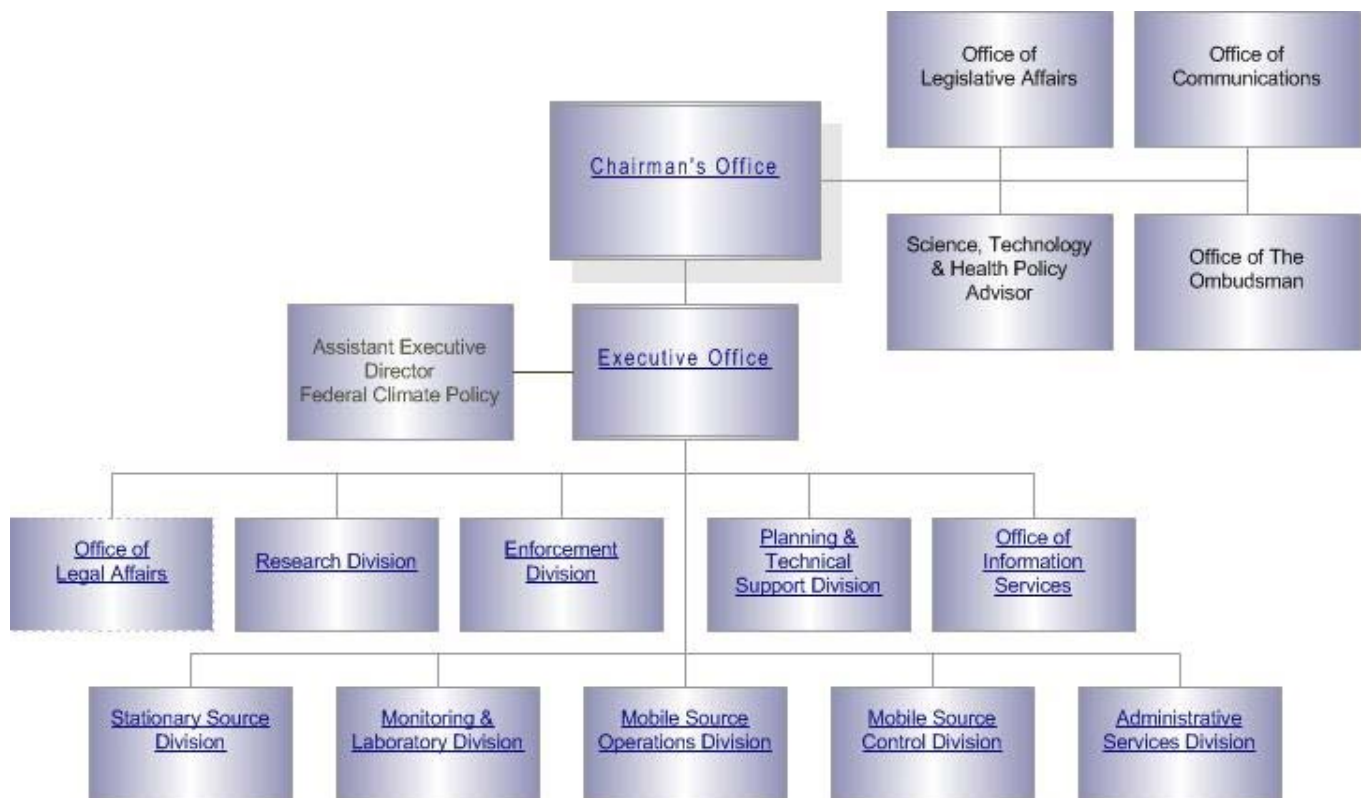 Office of
Legislative Affairs
Office of
Communications
Chairman's Office
Science, Technology
& Health Policy
Advisor
Office of The
Ombudsman
Assistant Executive
Director
Federal Climate Policy
Executive Office
Office of
Legal Affairs
Research Division
Enforcement
Division
Planning &
Technical
Support Division
Office of
Information
Services
Stationary Source
Division
Monitoring &
Laboratory Division
Mobile Source
Operations Division
Mobile Source
Control Division
Administrative
Services Division